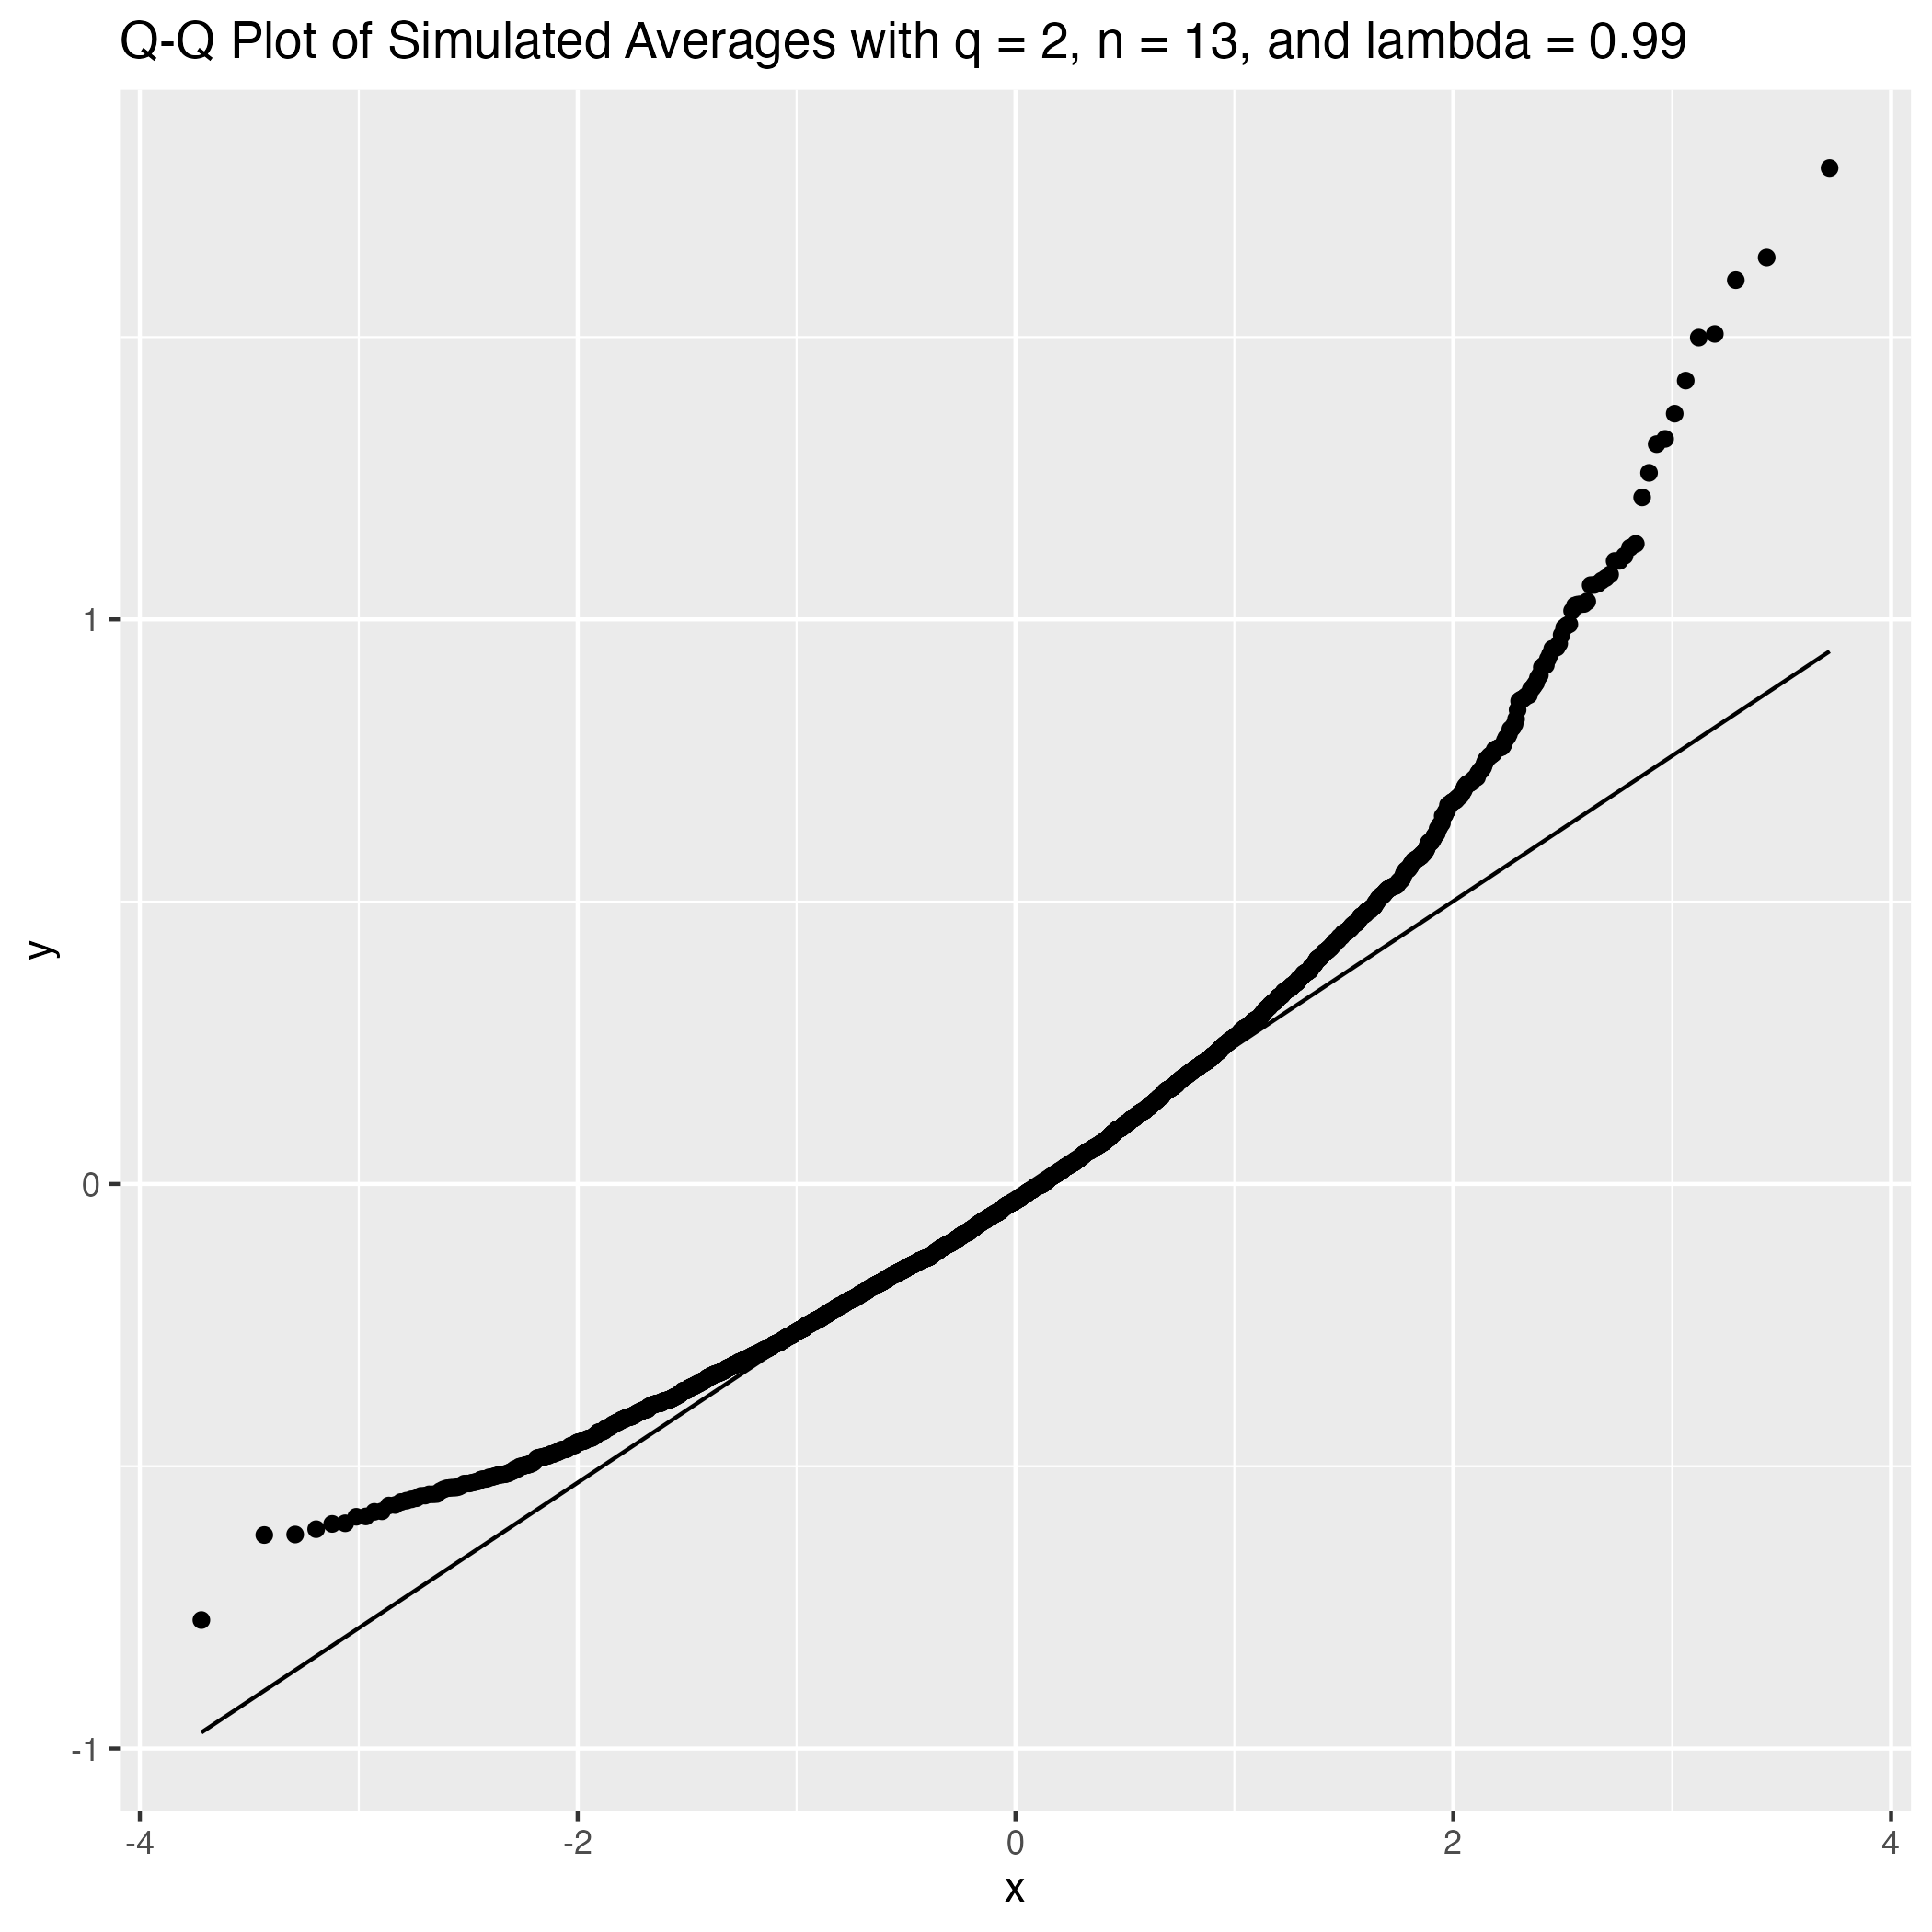 Q-Q Plot of Simulated Averages with q = 2, n = 13, and lambda = 0.99
y
1
0
-1
-4
-2
0
2
4
x